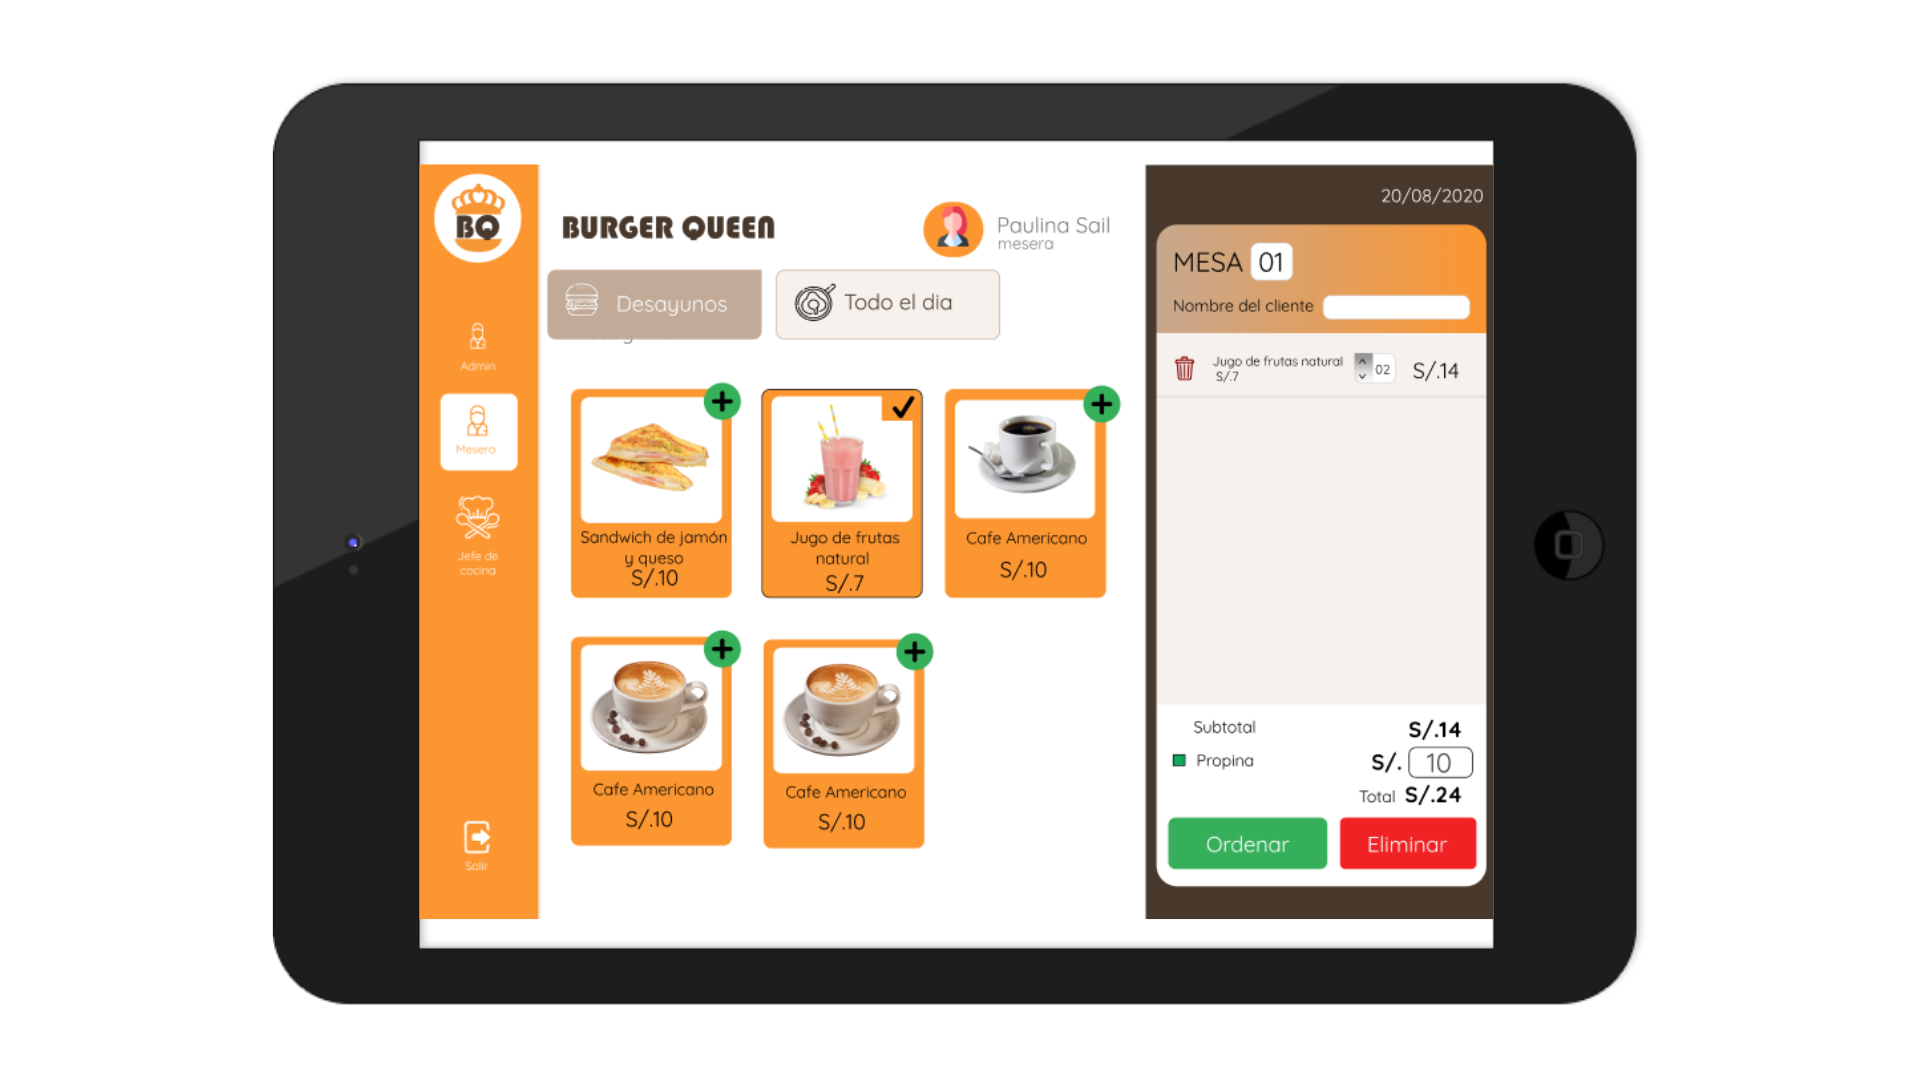 BQ
Admin
Mesero
Jefe de
cocina
Salir
BURGER QUEEN
Paulina Sail
mesera
Desayunos
Todo el dia
Sandwich de jamón
y queso
S/.10
Jugo de frutas
natural
S/.7
Cafe Americano
S/.10
Cafe Americano
S/.10
Cafe Americano
S/.10
20/08/2020
MESA 01
Nombre del cliente
Jugo de frutas natural 02 S/.14
S/.7
Subtotal S/.14
Propina S/. 10
Total S/.24
Ordenar Eliminar